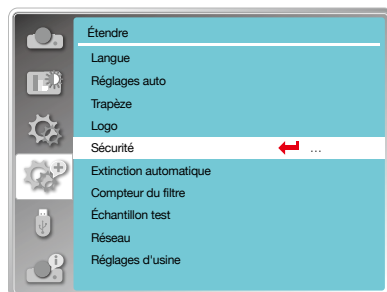 Étendre
Langue
Réglages auto
Trapèze
Logo
Sécurité ...
Extinction automatique
Compteur du filtre
Échantillon test
Réseau
Réglages d'usine